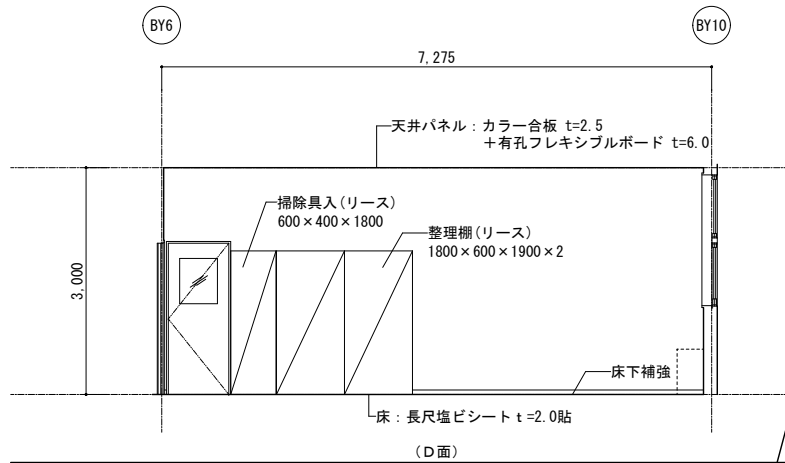 BY6
BY10
7,275
天井パネル：カラー合板 t=2.5
＋有孔フレキシブルボード t=6.0
掃除具入(リース)
600×400×1800
整理棚(リース)
1800×600×1900×2
3,000
床下補強
床：長尺塩ビシート t=2.0貼
(D面)